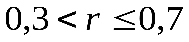 0,3 < r ≤0,7